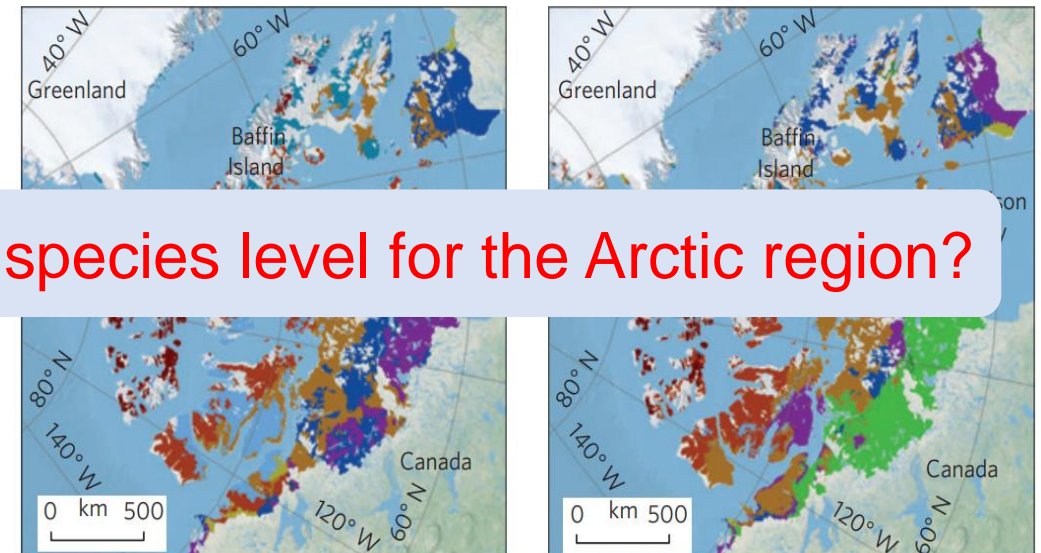 40° W
60° W
Greenland
Baffin
Island
40° W
60° W
Greenland
Baffin
Island
son
species level for the Arctic region?
80° N
140° W
Canada
120° W
60° N
0 km 500
80° N
140° W
Canada
120° W
60° N
0 km 500